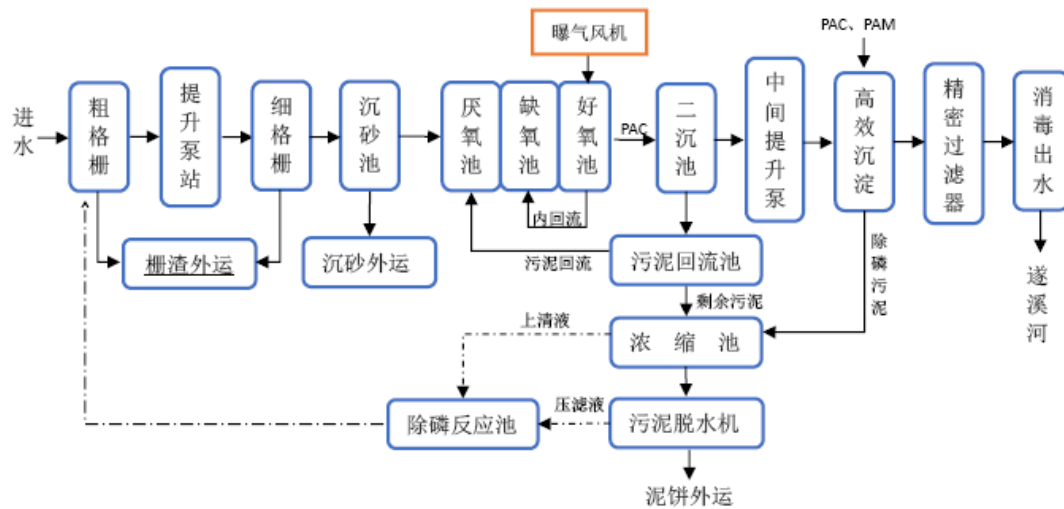 曝气风机
PAC、PAM
进水
粗格栅
提升泵站
细格栅
沉砂池
厌氧池
缺氧池
好氧池
PAC
二沉池
中间提升泵
高效沉淀
精密过滤器
消毒出水
内回流
栅渣外运
沉砂外运
污泥回流
污泥回流池
除磷污泥
遂溪河
剩余污泥
上清液
浓缩池
除磷反应池
压滤液
污泥脱水机
泥饼外运